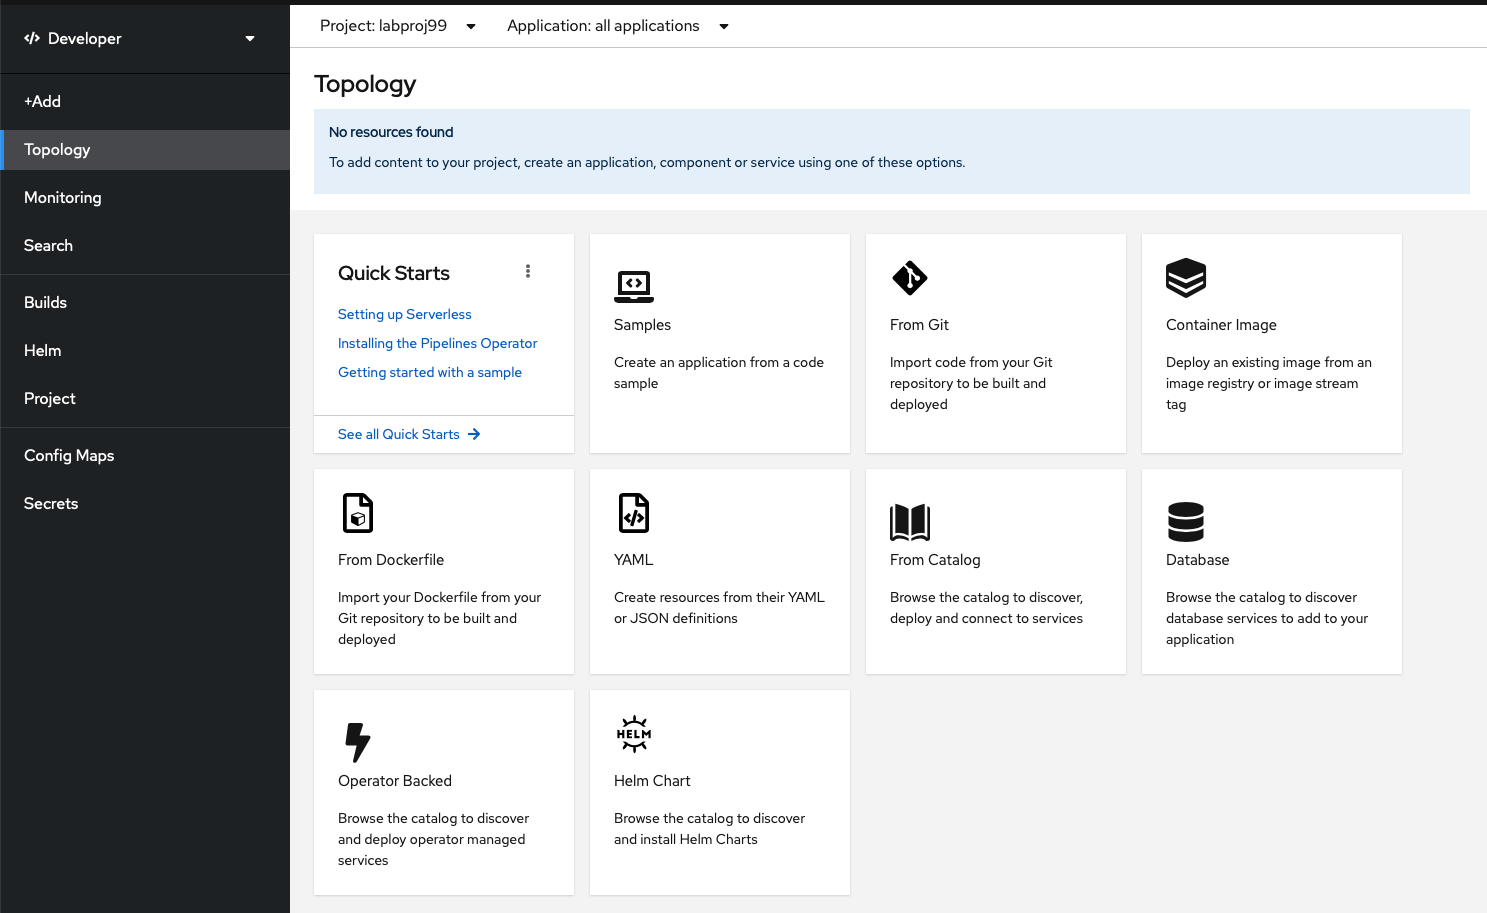 Developer
Project: labproj99
Application: all applications
+Add
Topology
Monitoring
Search
Builds
Helm
Project
Config Maps
Secrets
Topology
No resources found
To add content to your project, create an application, component or service using one of these options.
Quick Starts
Setting up Serverless
Installing the Pipelines Operator
Getting started with a sample
See all Quick Starts
Samples
Create an application from a code
sample
From Git
Import code from your Git
repository to be built and
deployed
Container Image
Deploy an existing image from an
image registry or image stream
tag
From Dockerfile
Import your Dockerfile from your
Git repository to be built and
deployed
YAML
Create resources from their YAML
or JSON definitions
From Catalog
Browse the catalog to discover,
deploy and connect to services
Database
Browse the catalog to discover
database services to add to your
application
Operator Backed
Browse the catalog to discover
and deploy operator managed
services
HELM
Helm Chart
Browse the catalog to discover
and install Helm Charts